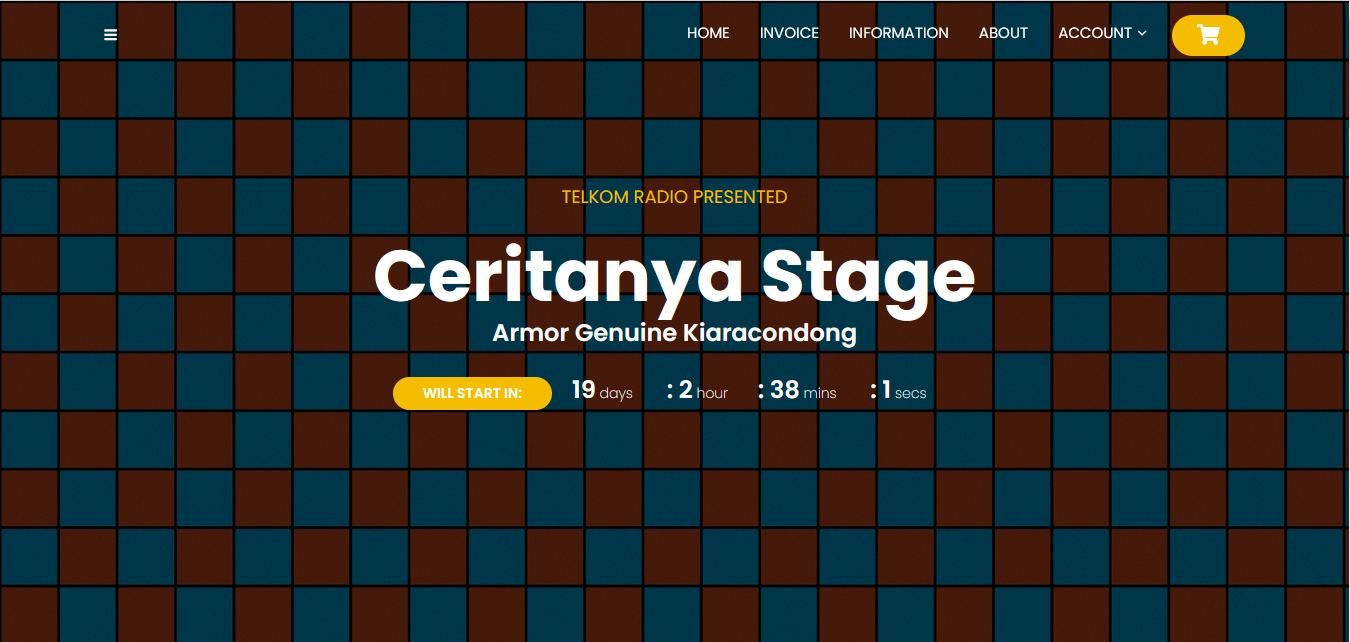 HOME INVOICE INFORMATION ABOUT ACCOUNT
TELKOM RADIO PRESENTED
Ceritanya Stage
Armor Genuine Kiaracondong
WILL START IN: 19 days : 2 hour : 38 mins : 1 secs